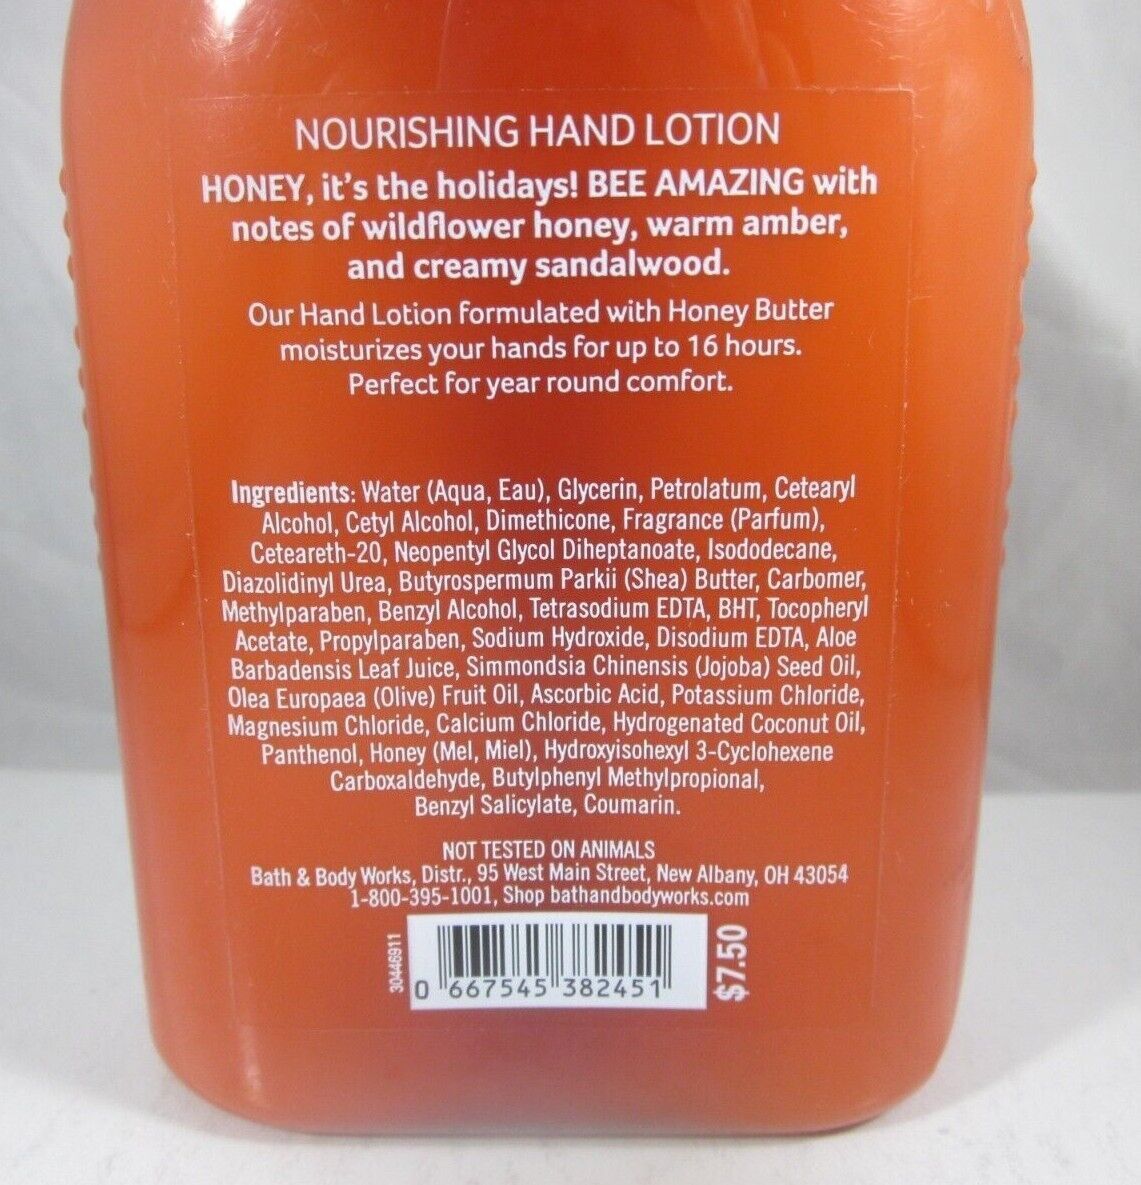 NOURISHING HAND LOTION
HONEY, it's the holidays! BEE AMAZING with
notes of wildflower honey, warm amber,
and creamy sandalwood.
Our Hand Lotion formulated with Honey Butter
moisturizes your hands for up to 16 hours.
Perfect for year round comfort.
Ingredients: Water (Aqua, Eau), Glycerin, Petrolatum, Cetearyl
Alcohol, Cetyl Alcohol, Dimethicone, Fragrance (Parfum),
Ceteareth-20, Neopentyl Glycol Diheptanoate, Isododecane,
Diazolidinyl Urea, Butyrospermum Parkii (Shea) Butter, Carbomer,
Methylparaben, Benzyl Alcohol, Tetrasodium EDTA, BHT, Tocopheryl
Acetate, Propylparaben, Sodium Hydroxide, Disodium EDTA, Aloe
Barbadensis Leaf Juice, Simmondsia Chinensis (Jojoba) Seed Oil,
Olea Europaea (Olive) Fruit Oil, Ascorbic Acid, Potassium Chloride,
Magnesium Chloride, Calcium Chloride, Hydrogenated Coconut Oil,
Panthenol, Honey (Mel, Miel), Hydroxyisohexyl 3-Cyclohexene
Carboxaldehyde, Butylphenyl Methylpropional,
Benzyl Salicylate, Coumarin.
NOT TESTED ON ANIMALS
Bath & Body Works, Distr., 95 West Main Street, New Albany, OH 43054
1-800-395-1001, Shop bathandbodyworks.com
30446911
0 667545 382451
$7.50